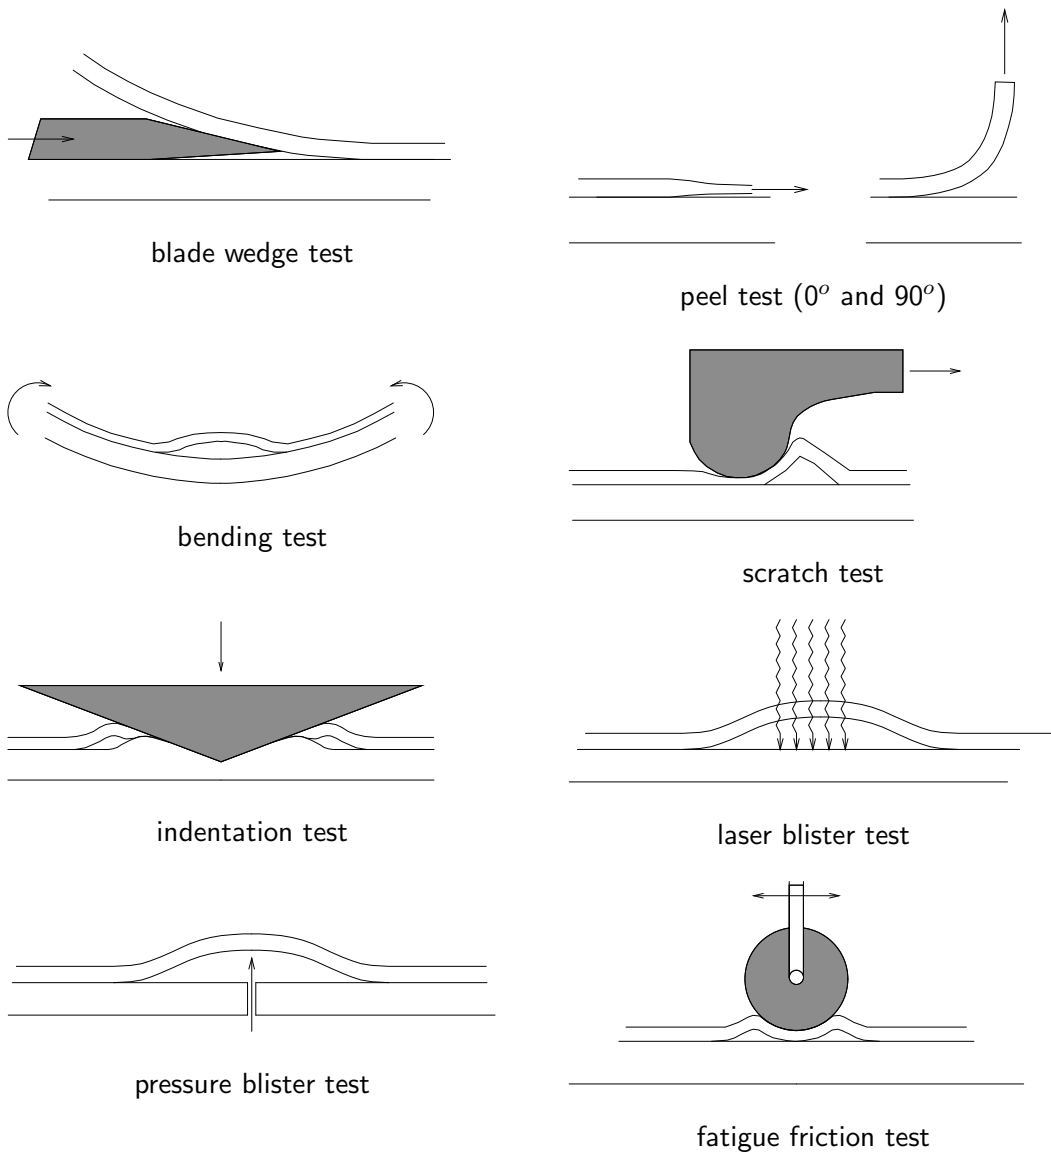 blade wedge test
peel test (0° and 90°)
bending test
scratch test
indentation test
laser blister test
pressure blister test
fatigue friction test